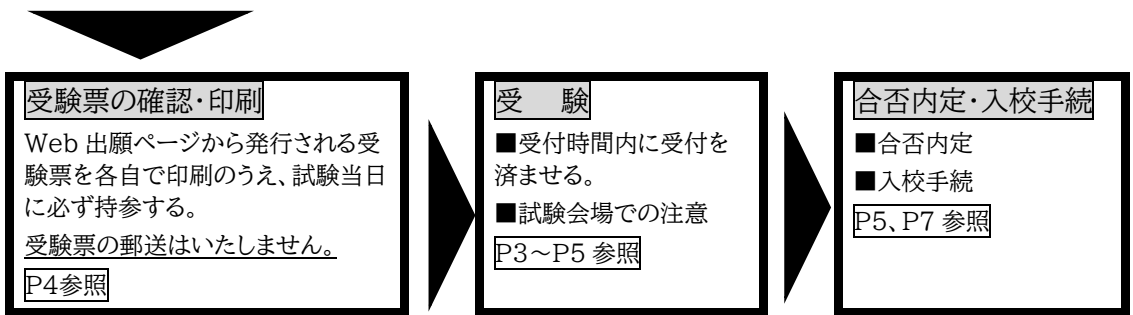 受験票の確認・印刷
Web 出願ページから発行される受
験票を各自で印刷のうえ、試験当日
に必ず持参する。
受験票の郵送はいたしません。
P4参照
受　験
■受付時間内に受付を
済ませる。
■試験会場での注意
P3～P5 参照
合否内定・入校手続
■合否内定
■入校手続
P5、P7 参照